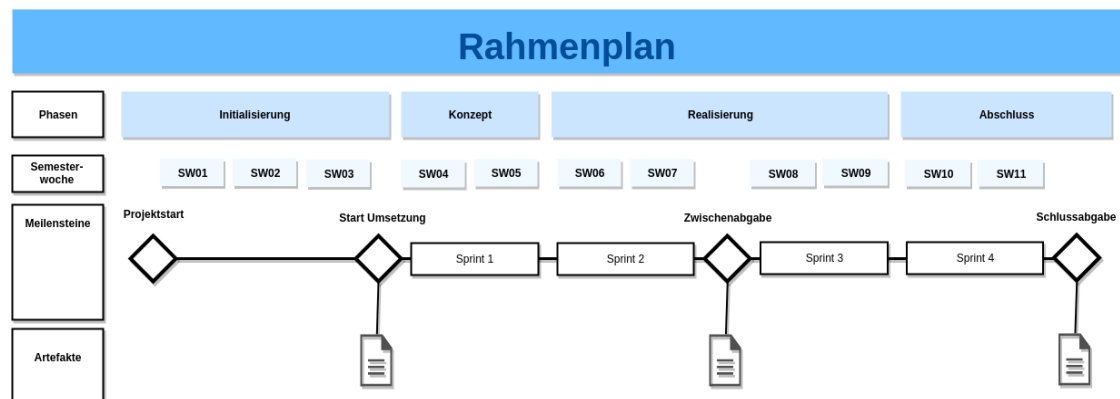 Rahmenplan
Phasen
Initialisierung
Konzept
Realisierung
Abschluss
Semester-
woche
SW01
SW02
SW03
SW04
SW05
SW06
SW07
SW08
SW09
SW10
SW11
Meilensteine
Projektstart
Start Umsetzung
Zwischenabgabe
Schlussabgabe
Sprint 1
Sprint 2
Sprint 3
Sprint 4
Artefakte